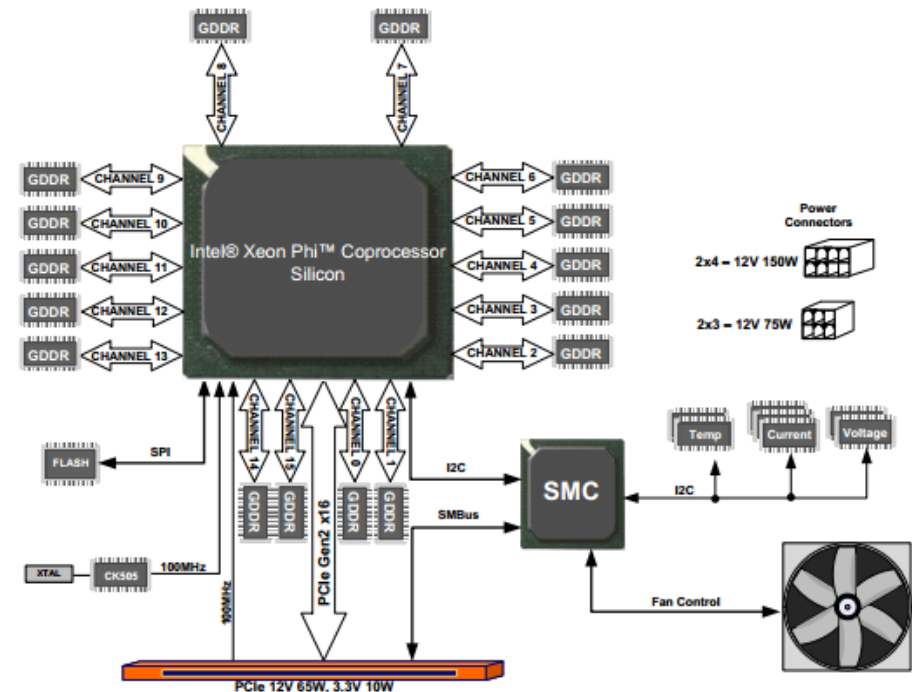 GDDR
GDDR
CHANNEL 8
CHANNEL 7
GDDR
CHANNEL 9
CHANNEL 6
GDDR
GDDR
CHANNEL 10
CHANNEL 5
GDDR
GDDR
CHANNEL 11
CHANNEL 4
GDDR
GDDR
CHANNEL 12
CHANNEL 3
GDDR
GDDR
CHANNEL 13
CHANNEL 2
GDDR
Intel® Xeon Phi™ Coprocessor
Silicon
Power
Connectors
2x4 – 12V 150W
2x3 – 12V 75W
CHANNEL 14
CHANNEL 15
CHANNEL 0
CHANNEL 1
GDDR
GDDR
GDDR
GDDR
PCIe Gen2 x16
FLASH
SPI
XTAL
CK505
100MHz
100MHz
I2C
SMBus
SMC
I2C
Temp
Current
Voltage
Fan Control
PCIe 12V 65W, 3.3V 10W